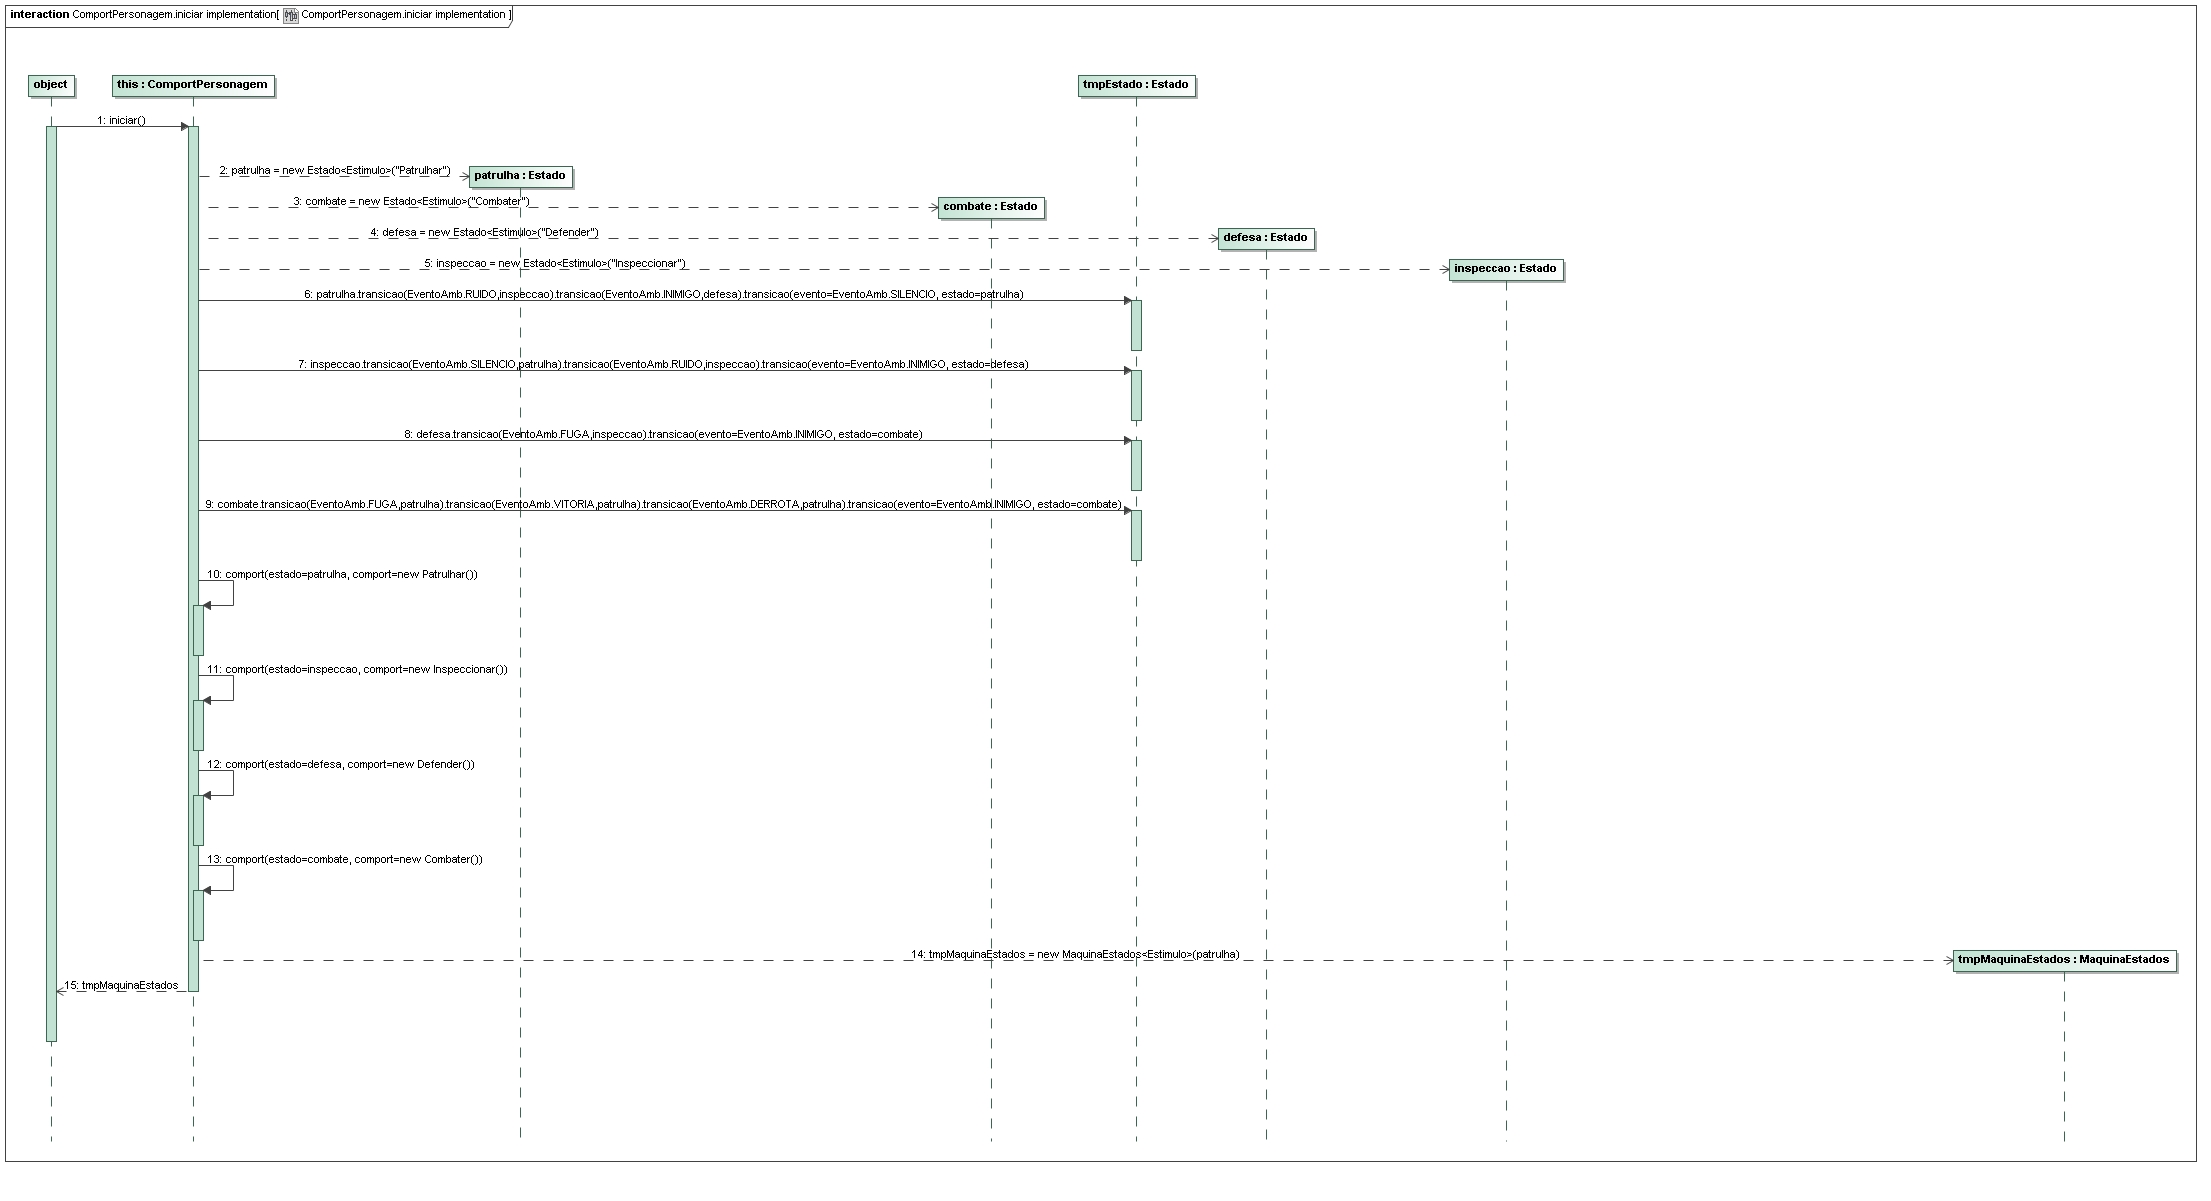 interaction ComportPersonagem.iniciar implementation[ ComportPersonagem.iniciar implementation ]
object
this : ComportPersonagem
tmpEstado : Estado
1: iniciar()
2: patrulha = new Estado<Estimulo>("Patrulhar")
patrulha : Estado
3: combate = new Estado<Estimulo>("Combater")
combate : Estado
4: defesa = new Estado<Estimulo>("Defender")
defesa : Estado
5: inspeccao = new Estado<Estimulo>("Inspeccionar")
inspeccao : Estado
6: patrulha.transicao(EventoAmb.RUIDO,inspeccao).transicao(EventoAmb.INIMIGO,defesa).transicao(evento=EventoAmb.SILENCIO, estado=patrulha)
7: inspeccao.transicao(EventoAmb.SILENCIO,patrulha).transicao(EventoAmb.RUIDO,inspeccao).transicao(evento=EventoAmb.INIMIGO, estado=defesa)
8: defesa.transicao(EventoAmb.FUGA,inspeccao).transicao(evento=EventoAmb.INIMIGO, estado=combate)
9: combate.transicao(EventoAmb.FUGA,patrulha).transicao(EventoAmb.VITORIA,patrulha).transicao(EventoAmb.DERROTA,patrulha).transicao(evento=EventoAmb.INIMIGO, estado=combate)
10: comport(estado=patrulha, comport=new Patrulhar())
11: comport(estado=inspeccao, comport=new Inspeccionar())
12: comport(estado=defesa, comport=new Defender())
13: comport(estado=combate, comport=new Combater())
14: tmpMaquinaEstados = new MaquinaEstados<Estimulo>(patrulha)
tmpMaquinaEstados : MaquinaEstados
15: tmpMaquinaEstados